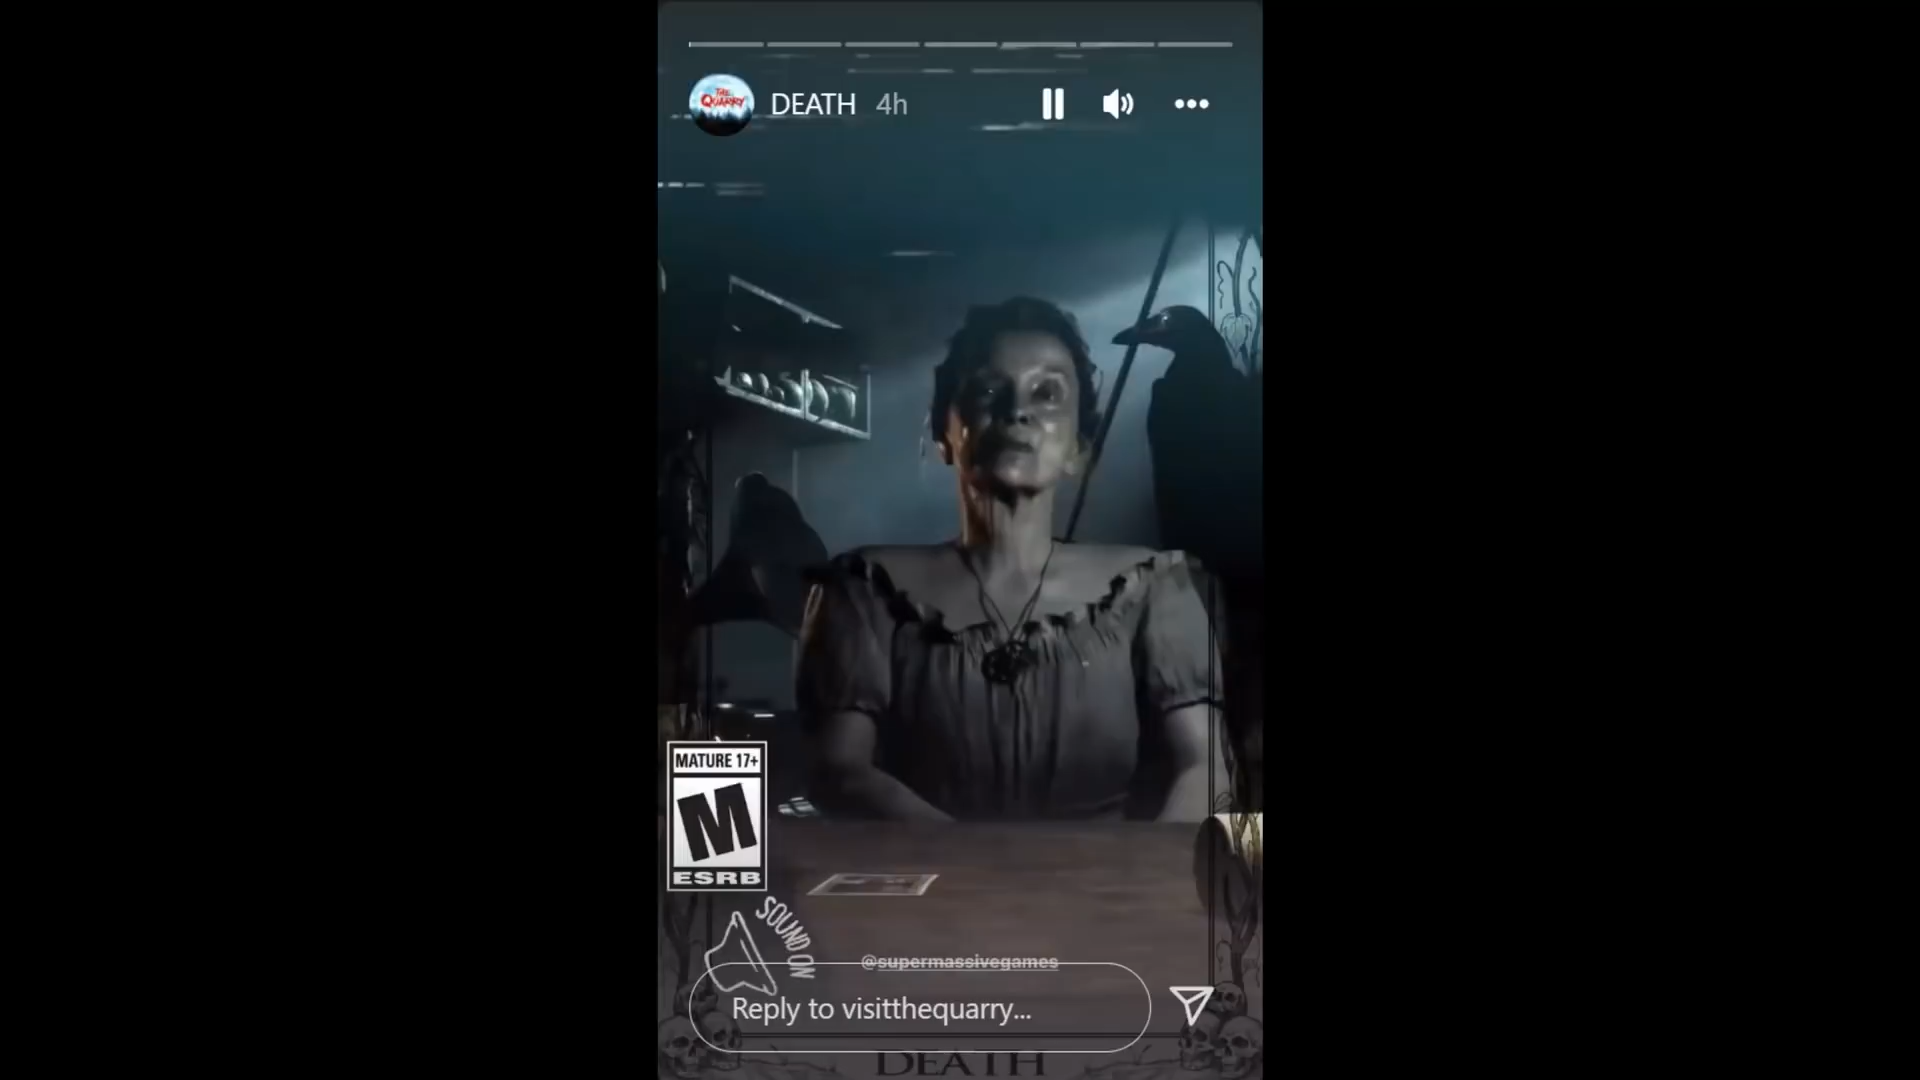 THE
QUARRY
DEATH 4h
MATURE 17+
M
ESRB
SOUND ON
@supermassivegames
Reply to visitthequarry...
DEATH